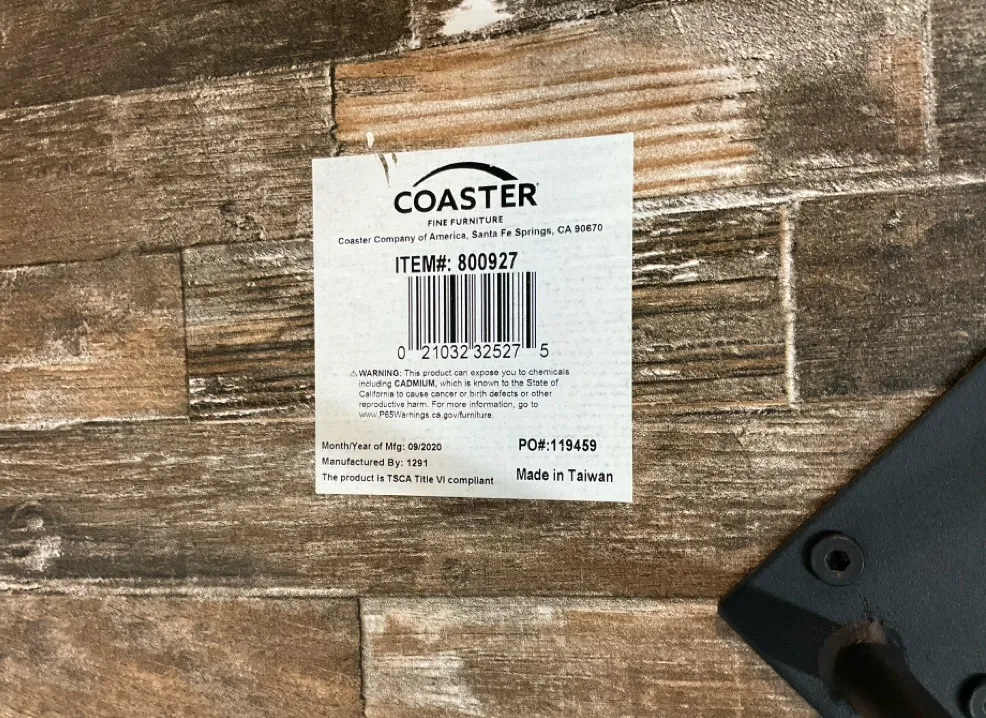 COASTER
FINE FURNITURE
Coaster Company of America, Santa Fe Springs, CA 90670
ITEM#: 800927
0 21032 32527 5
⚠WARNING: This product can expose you to chemicals
including CADMIUM, which is known to the State of
California to cause cancer or birth defects or other
reproductive harm. For more information, go to
www.P65Warnings.ca.gov/furniture.
Month/Year of Mfg: 09/2020
PO#:119459
Manufactured By: 1291
Made in Taiwan
The product is TSCA Title VI compliant